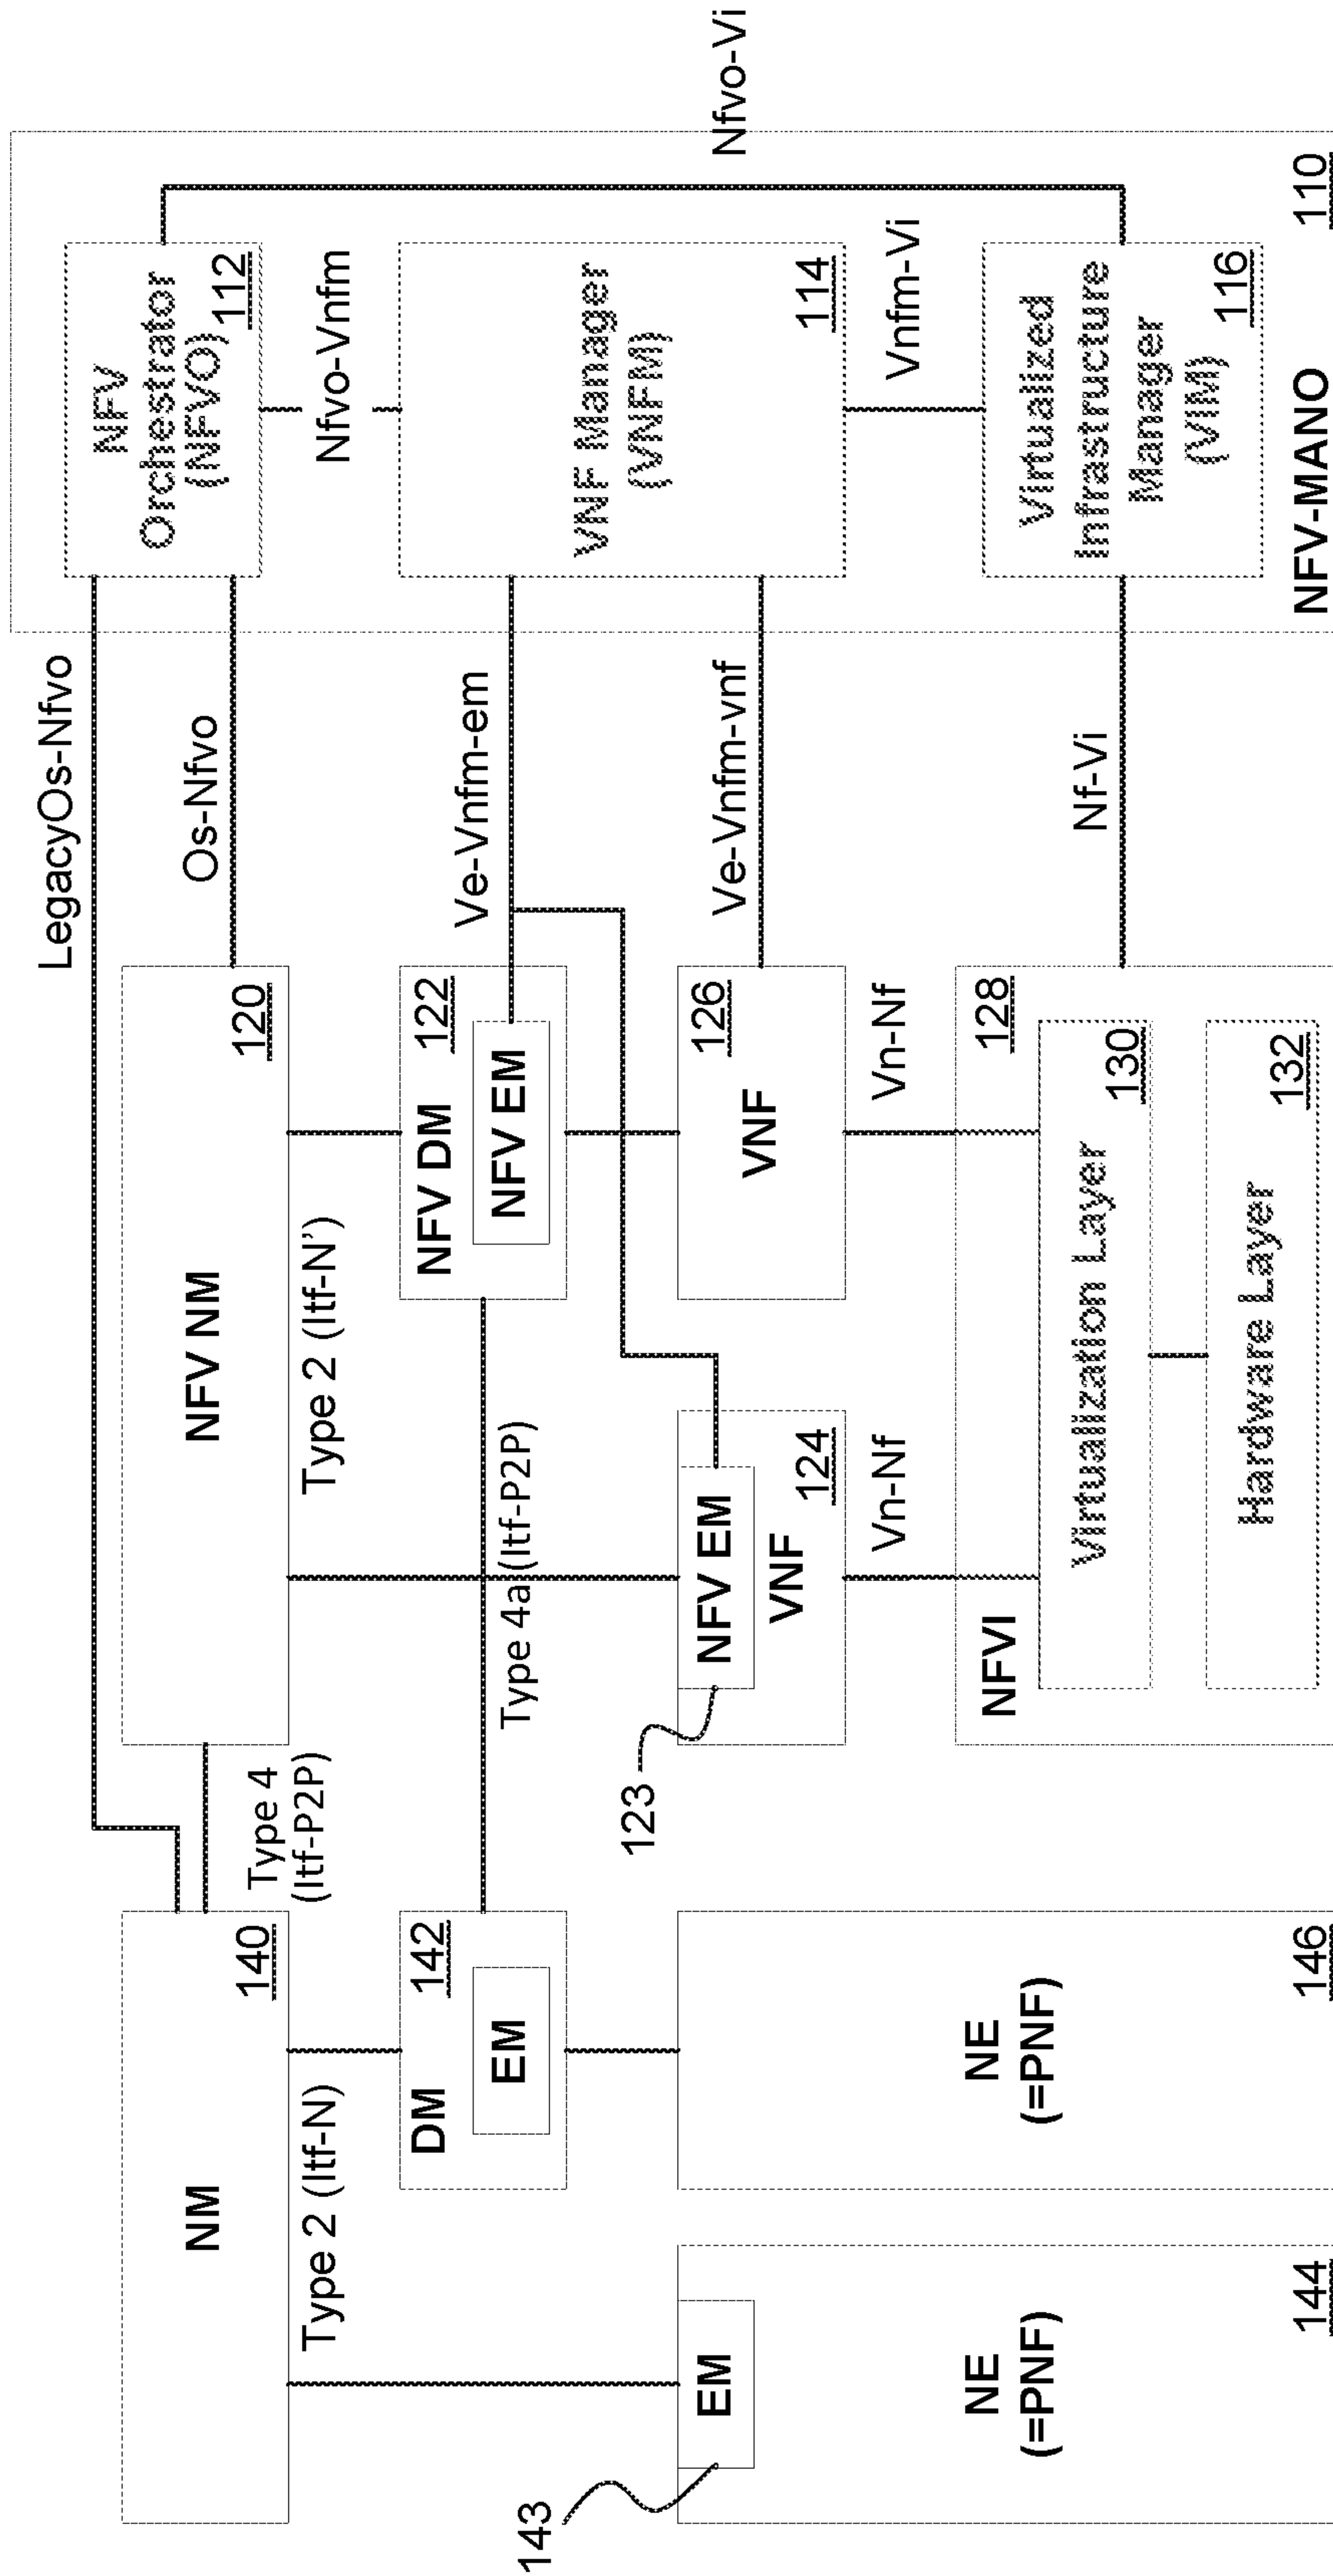 LegacyOs-Nfvo
NM
140
Type 4
(Itf-P2P)
NFV NM
120
Os-Nfvo
NFV
Orchestrator
(NFVO)
112
Type 2 (Itf-N)
Type 2 (Itf-N')
Nfvo-Vnfm
Nfvo-Vi
DM
142
EM
Type 4a (Itf-P2P)
NFV DM
122
NFV EM
Ve-Vnfm-em
VNF Manager
(VNFM)
114
143
EM
NE
(=PNF)
144
NE
(=PNF)
146
123
NFV EM
VNF
124
VNF
126
Ve-Vnfm-vnf
Vn-Nf
Vn-Nf
Vnfm-Vi
NFVI
128
Virtualization Layer
130
Hardware Layer
132
Nf-Vi
Virtualized
Infrastructure
Manager
(VIM)
116
NFV-MANO
110